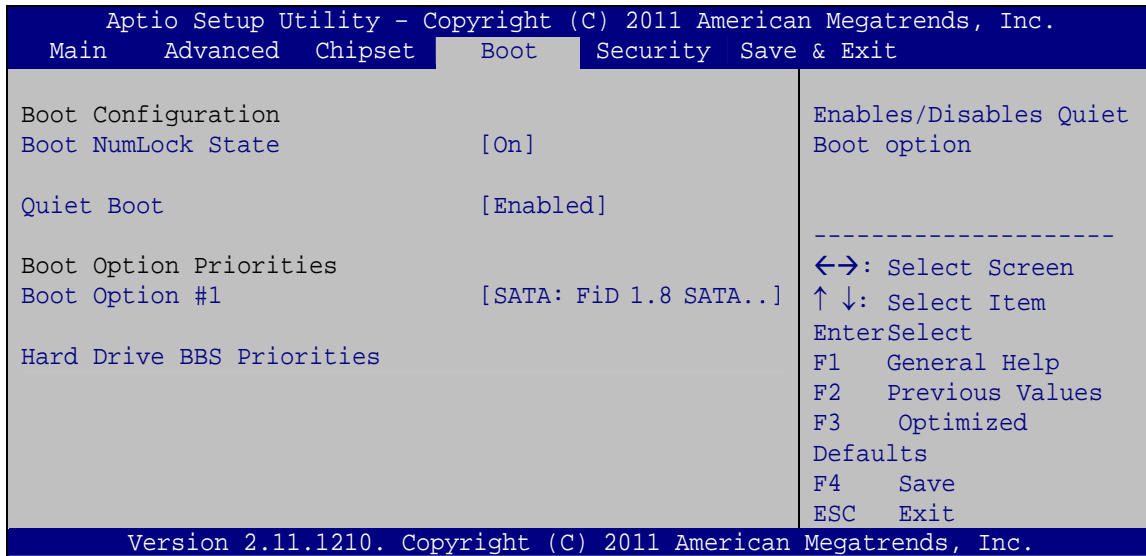 Aptio Setup Utility – Copyright (C) 2011 American Megatrends, Inc.
Main Advanced Chipset Boot Security Save & Exit
Boot Configuration
Boot NumLock State [On]
Quiet Boot [Enabled]
Boot Option Priorities
Boot Option #1 [SATA: FiD 1.8 SATA..]
Hard Drive BBS Priorities
Enables/Disables Quiet
Boot option
---------------------
←→: Select Screen
↑ ↓: Select Item
EnterSelect
F1 General Help
F2 Previous Values
F3 Optimized
Defaults
F4 Save
ESC Exit
Version 2.11.1210. Copyright (C) 2011 American Megatrends, Inc.